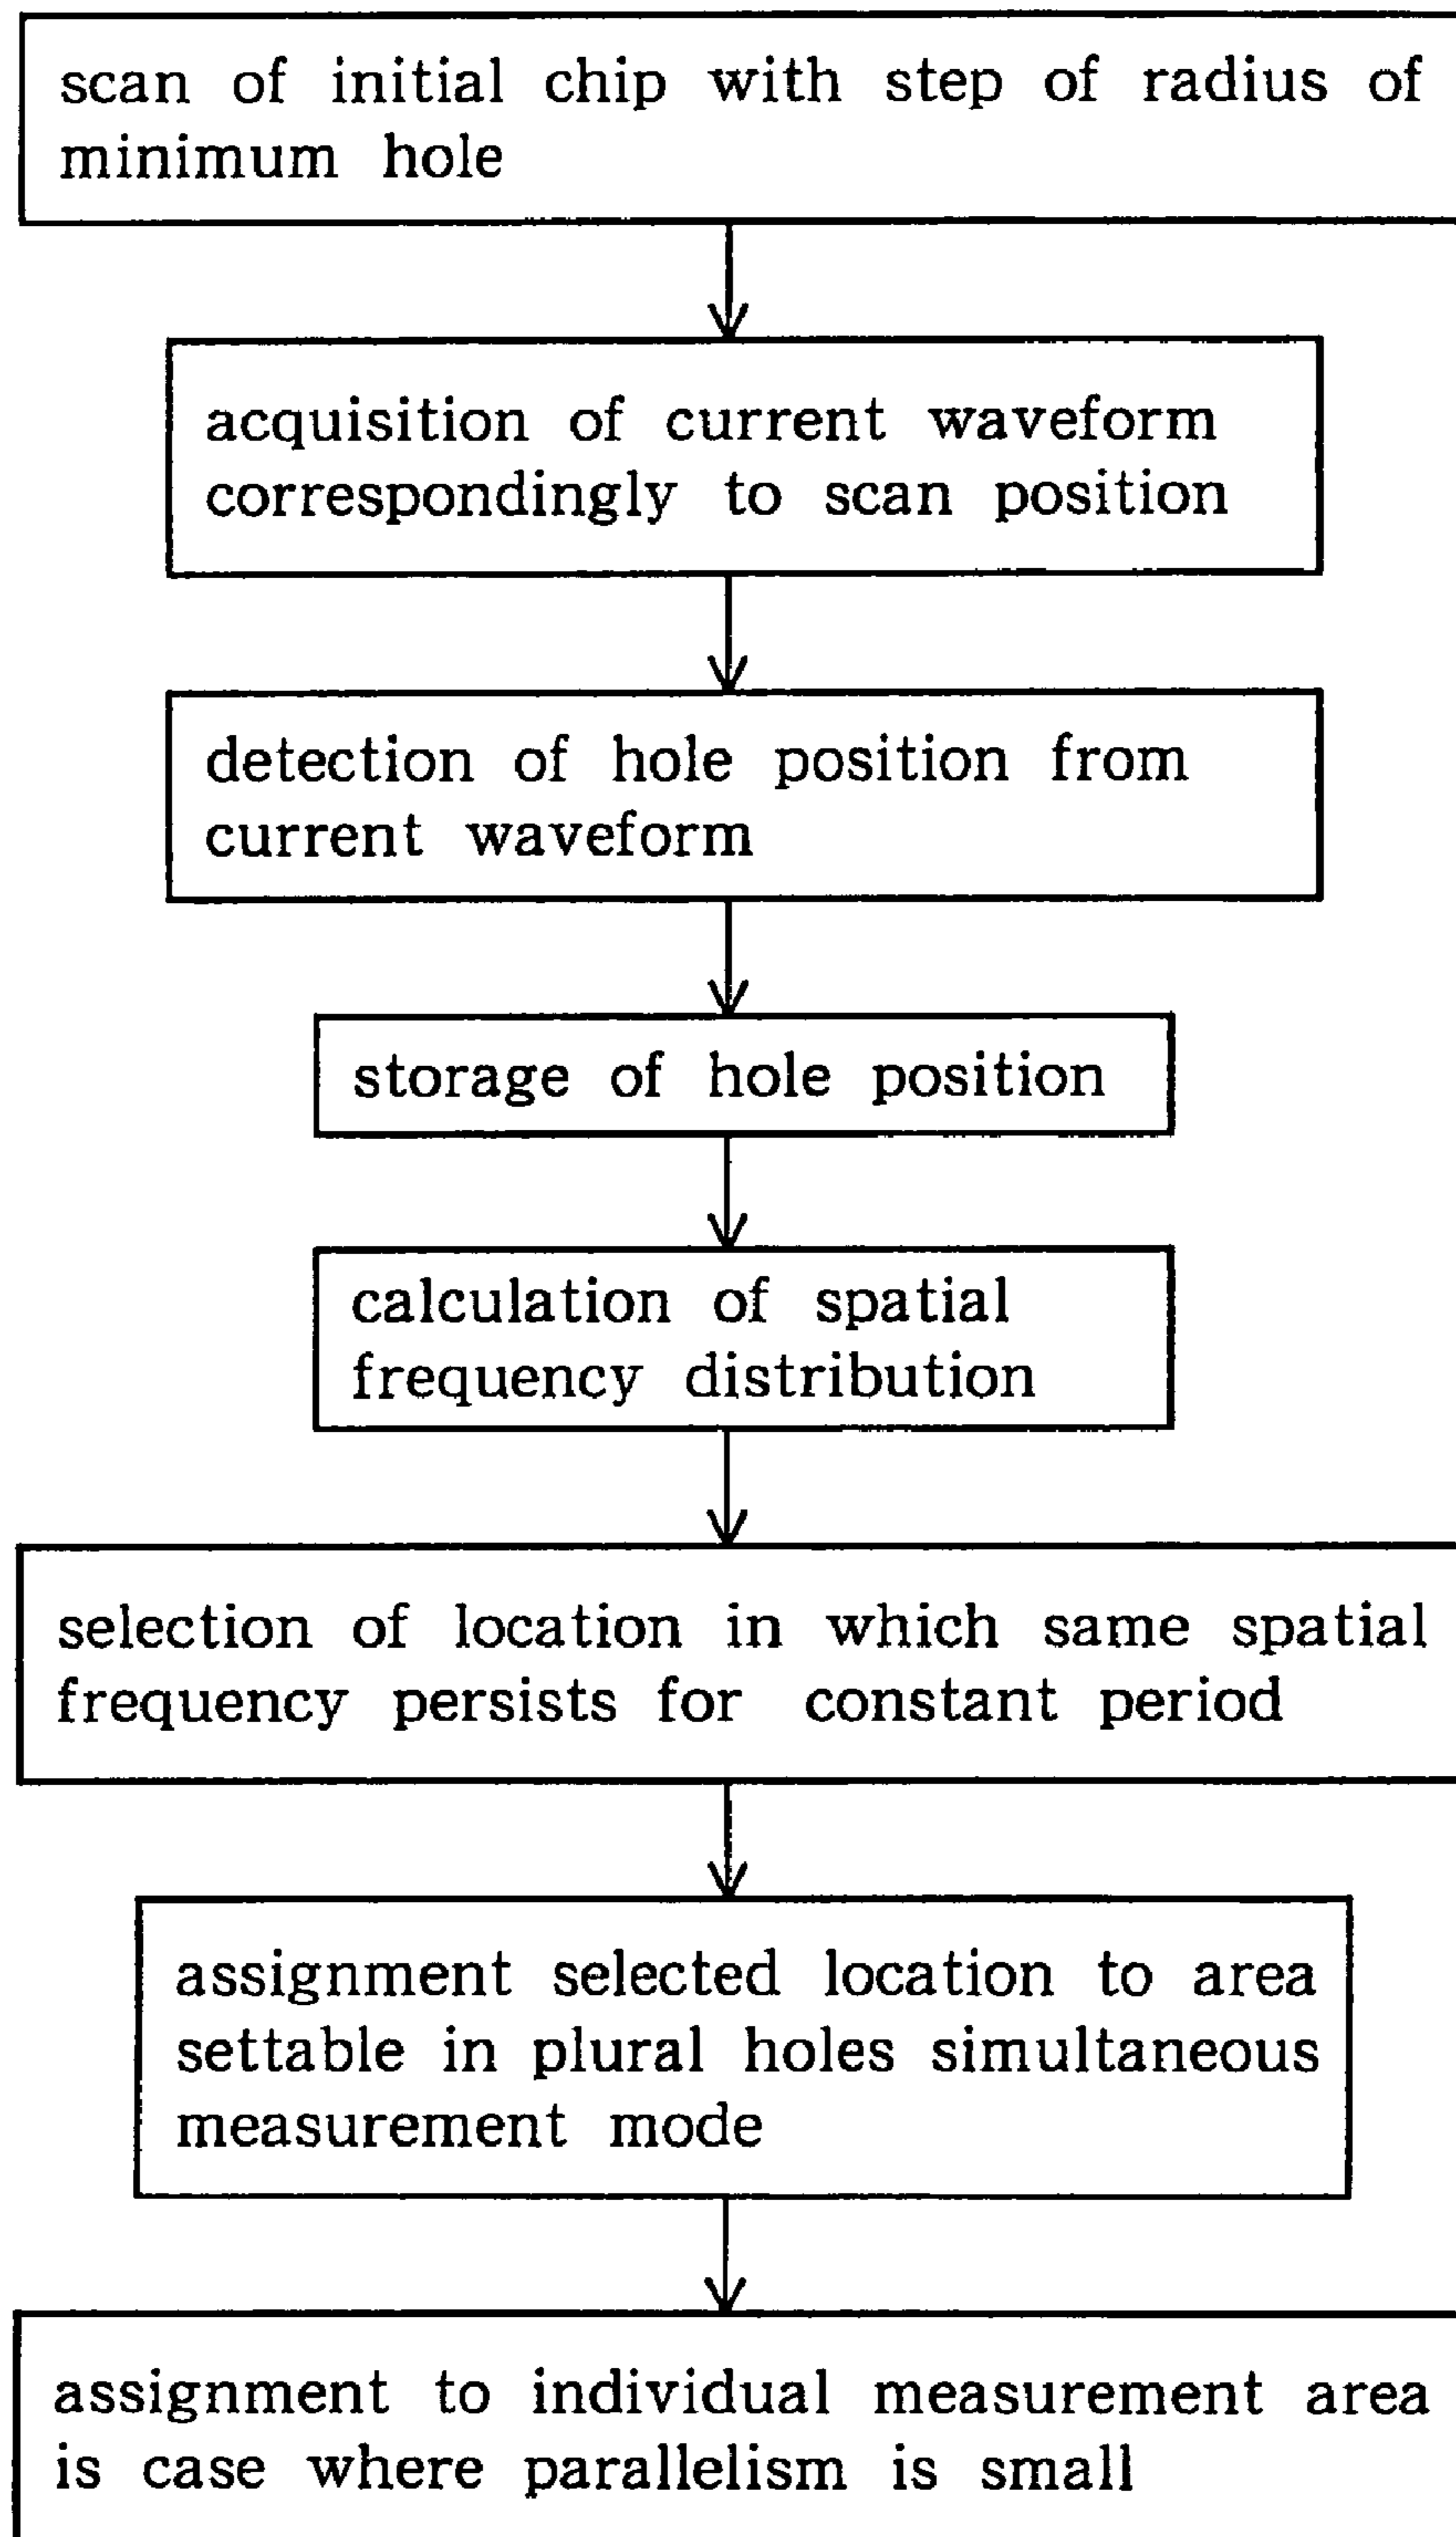 scan of initial chip with step of radius of
minimum hole
acquisition of current waveform
correspondingly to scan position
detection of hole position from
current waveform
storage of hole position
calculation of spatial
frequency distribution
selection of location in which same spatial
frequency persists for constant period
assignment selected location to area
settable in plural holes simultaneous
measurement mode
assignment to individual measurement area
is case where parallelism is small